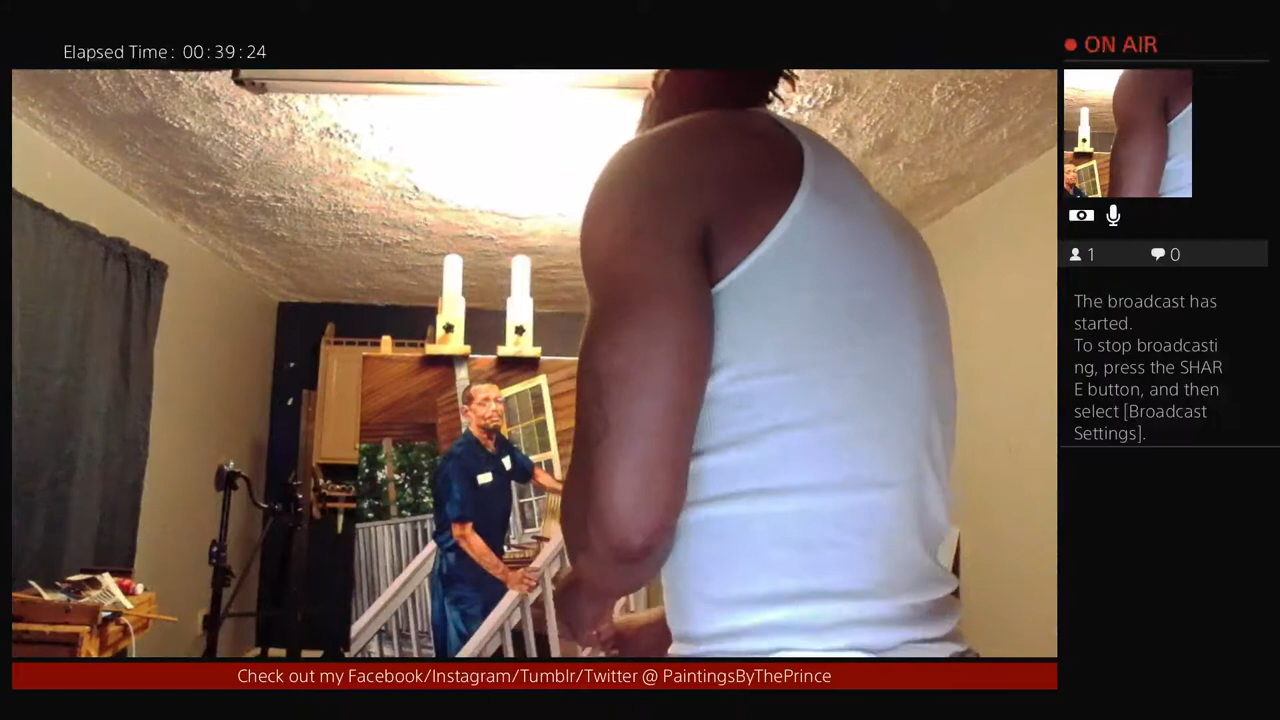 Elapsed Time: 00:39:24
ON AIR
1 0
The broadcast has
started.
To stop broadcasti
ng, press the SHAR
E button, and then
select [Broadcast
Settings].
Check out my Facebook/Instagram/Tumblr/Twitter @ PaintingsByThePrince